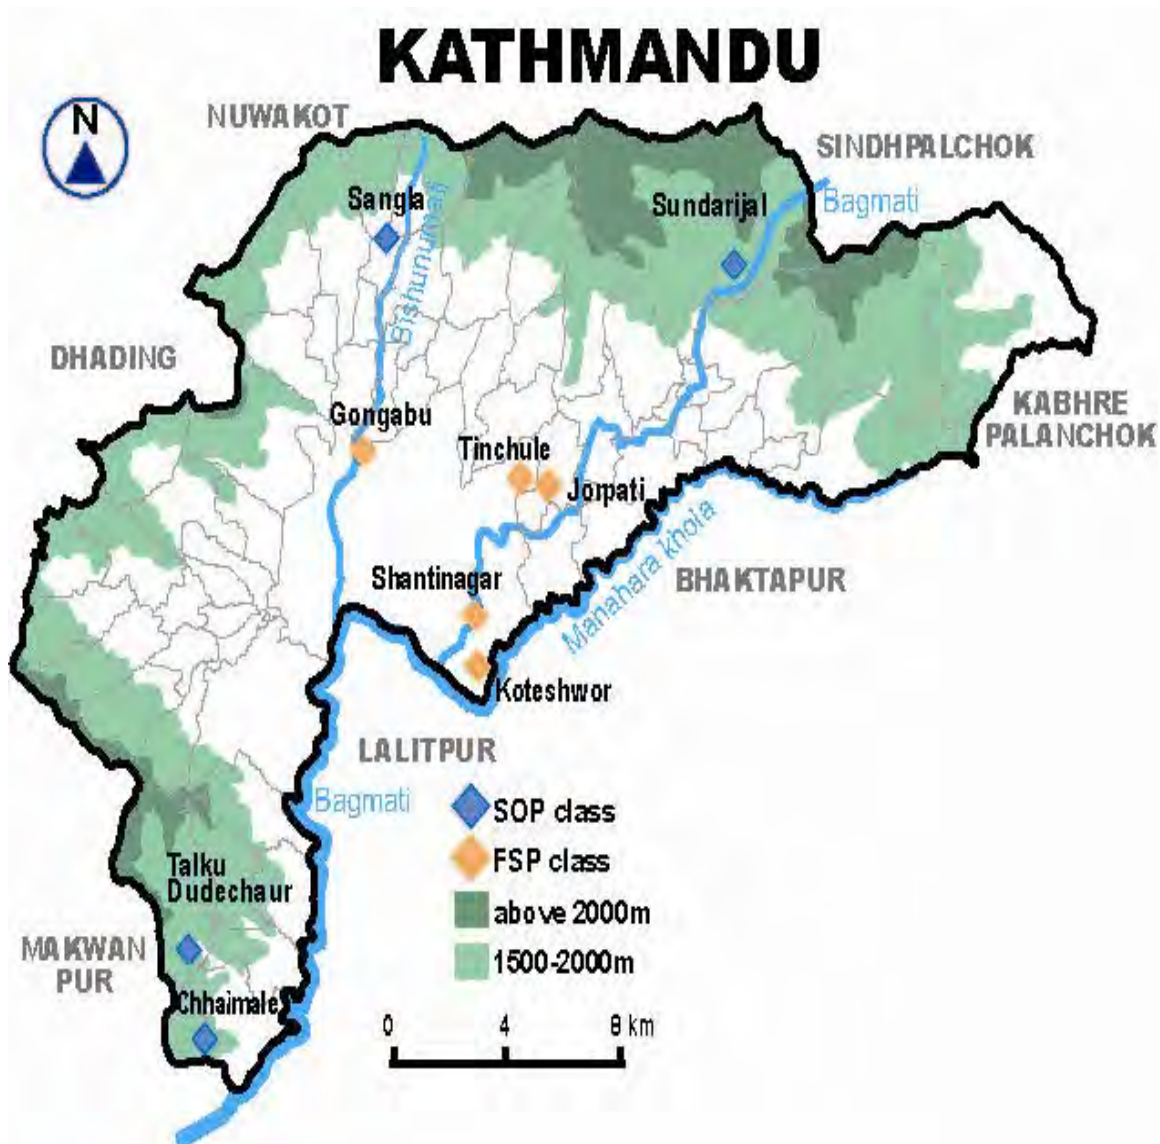 KATHMANDU
N
NUWAKOT
SINDHPALCHOK
Sangla
Sundarijal
Bagmati
Bishunumati
DHADING
Gongabu
KABHRE
PALANCHOK
Tinchule
Jorpati
Manahara khola
Shantinagar
BHAKTAPUR
Koteshwor
LALITPUR
Bagmati
SOP class
FSP class
above 2000m
1500-2000m
Talku
Dudechaur
MAKWAN
PUR
Chhaimale
0 4 8 km